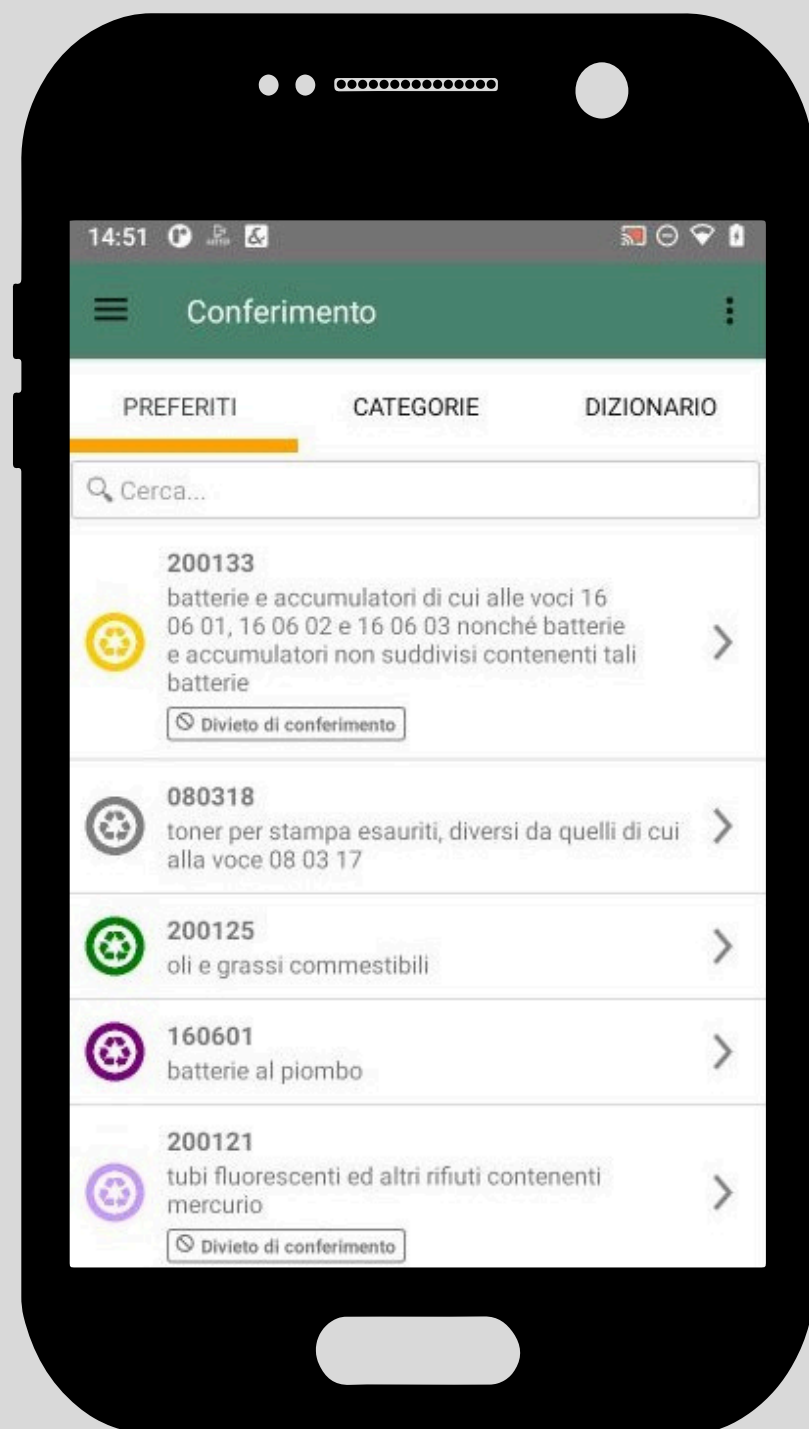 14:51
Conferimento
PREFERITI CATEGORIE DIZIONARIO
Cerca...
200133
batterie e accumulatori di cui alle voci 16
06 01, 16 06 02 e 16 06 03 nonché batterie
e accumulatori non suddivisi contenenti tali
batterie
Divieto di conferimento
080318
toner per stampa esauriti, diversi da quelli di cui
alla voce 08 03 17
200125
oli e grassi commestibili
160601
batterie al piombo
200121
tubi fluorescenti ed altri rifiuti contenenti
mercurio
Divieto di conferimento